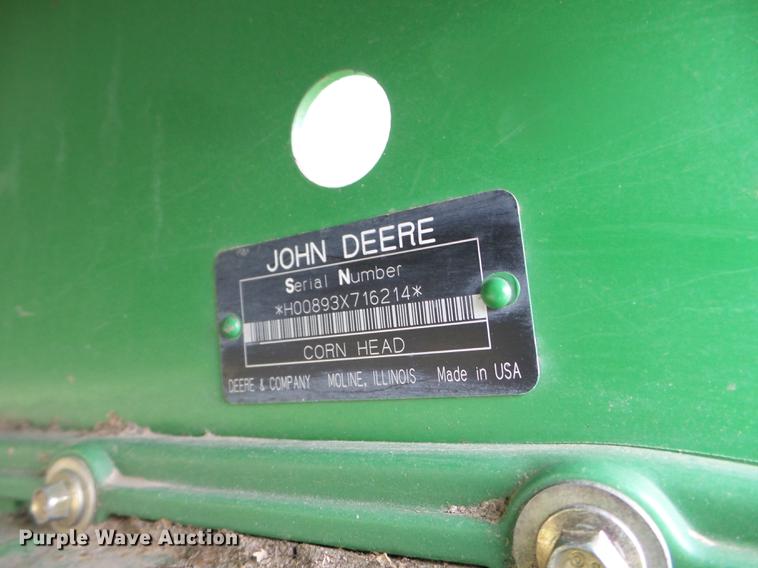 JOHN DEERE
Serial Number
*H00893X716214*
CORN HEAD
DEERE & COMPANY MOLINE, ILLINOIS Made in USA
Purple Wave Auction